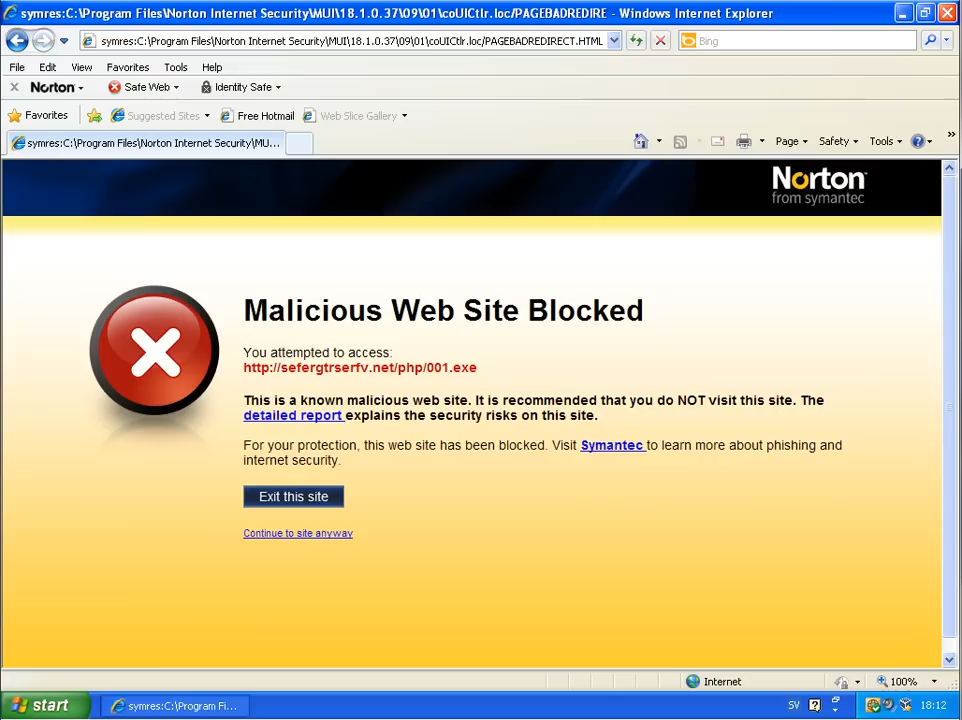 symres:C:\Program Files\Norton Internet Security\MUI\18.1.0.37\09\01\coUICtlr.loc/PAGEBADREDIRE - Windows Internet Explorer
symres:C:\Program Files\Norton Internet Security\MUI\18.1.0.37\09\01\coUICtlr.loc/PAGEBADREDIRECT.HTML
Bing
File Edit View Favorites Tools Help
Norton Safe Web Identity Safe
Favorites Suggested Sites Free Hotmail Web Slice Gallery
symres:C:\Program Files\Norton Internet Security\MU...
Page Safety Tools
Norton
from symantec
Malicious Web Site Blocked
You attempted to access:
http://sefergtrserfv.net/php/001.exe
This is a known malicious web site. It is recommended that you do NOT visit this site. The
detailed report explains the security risks on this site.
For your protection, this web site has been blocked. Visit Symantec to learn more about phishing and
internet security.
Exit this site
Continue to site anyway
Internet
100%
start
symres:C:\Program Fi...
SV
18:12